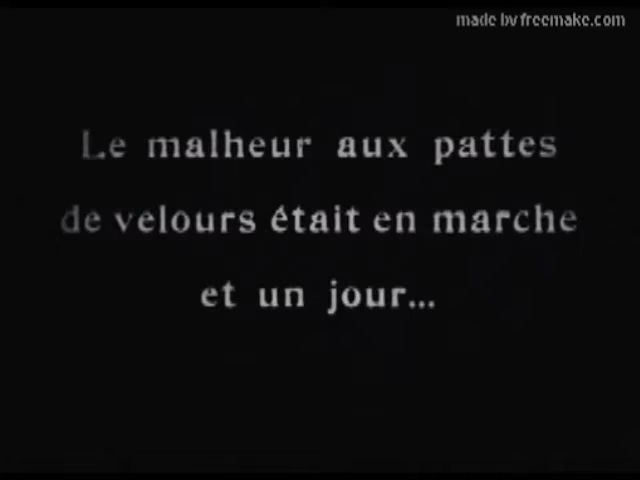 made by freemake.com
Le malheur aux pattes
de velours était en marche
et un jour...